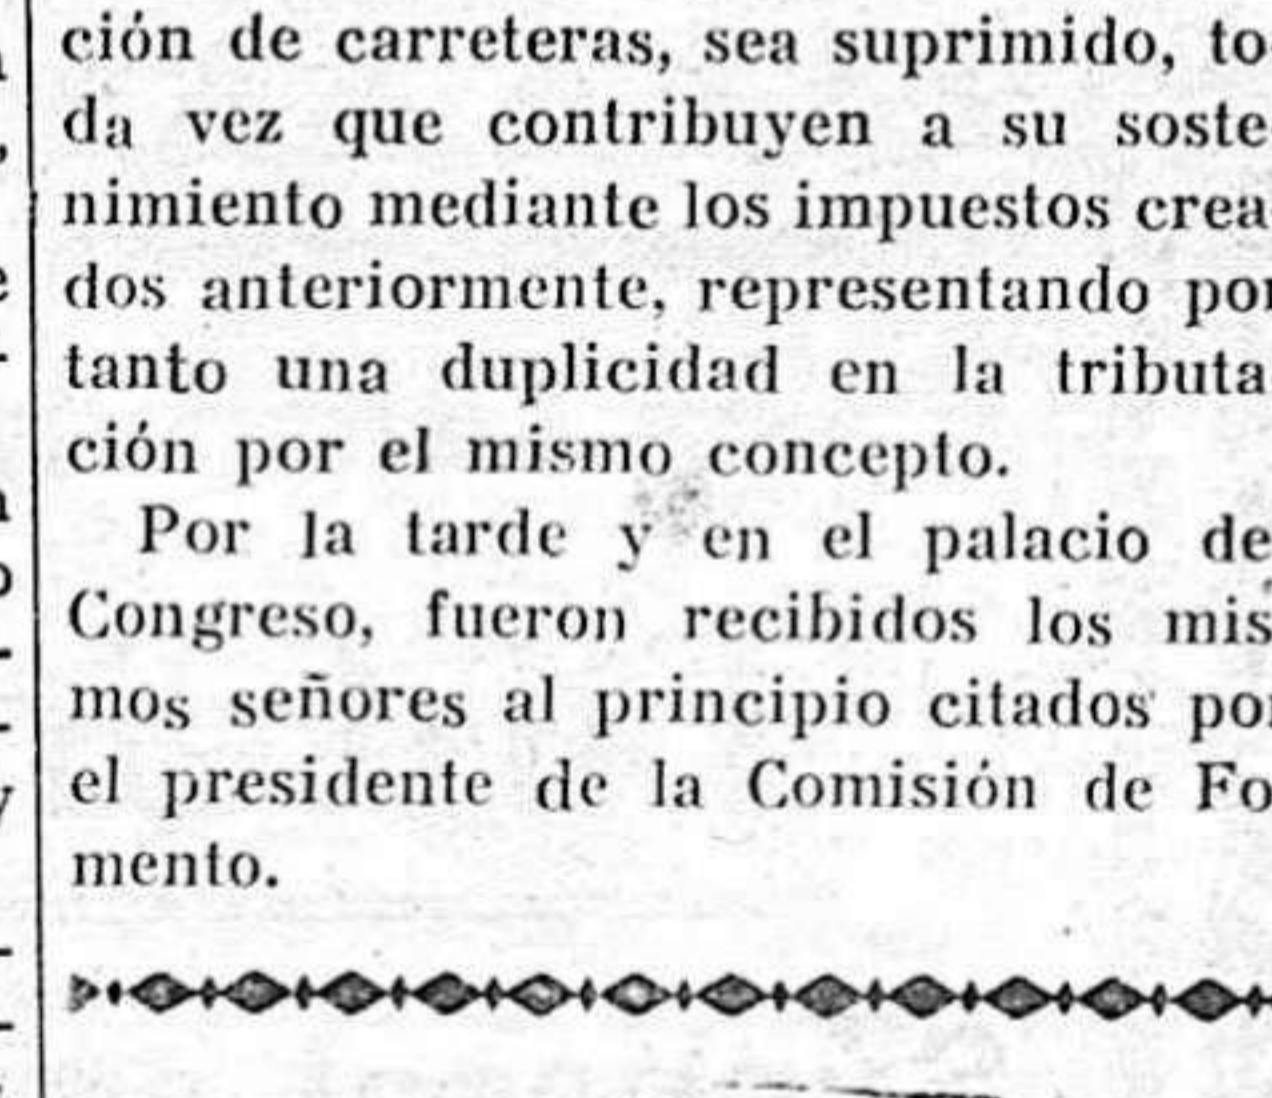 ción de carreteras, sea suprimido, to-
da vez que contribuyen a su soste-
nimiento mediante los impuestos crea-
dos anteriormente, representando por
tanto una duplicidad en la tributa-
ción por el mismo concepto.
Por la tarde y en el palacio de
Congreso, fueron recibidos los mis-
mos señores al principio citados por
el presidente de la Comisión de Fo-
mento.